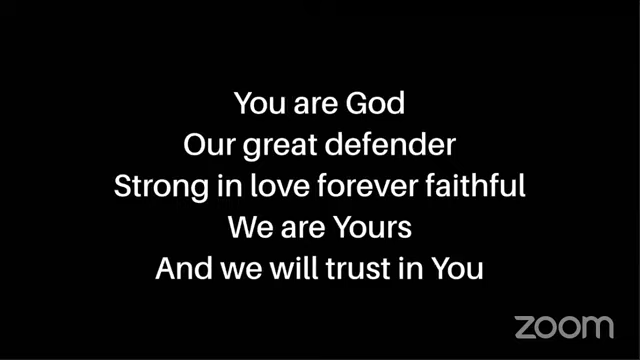 You are God
Our great defender
Strong in love forever faithful
We are Yours
And we will trust in You
zoom